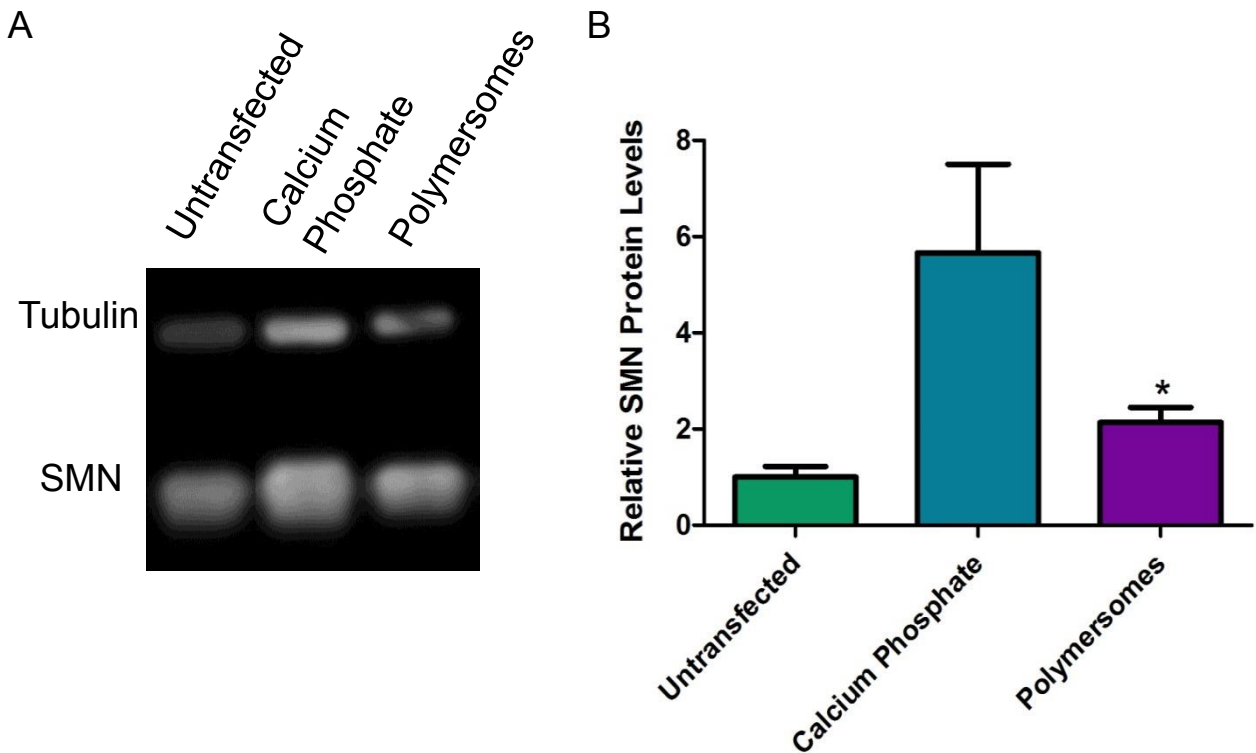 A
Untransfected
Calcium
Phosphate
Polymersomes
Tubulin
SMN
B
Relative SMN Protein Levels
8
6
4
2
0
*
Untransfected
Calcium Phosphate
Polymersomes